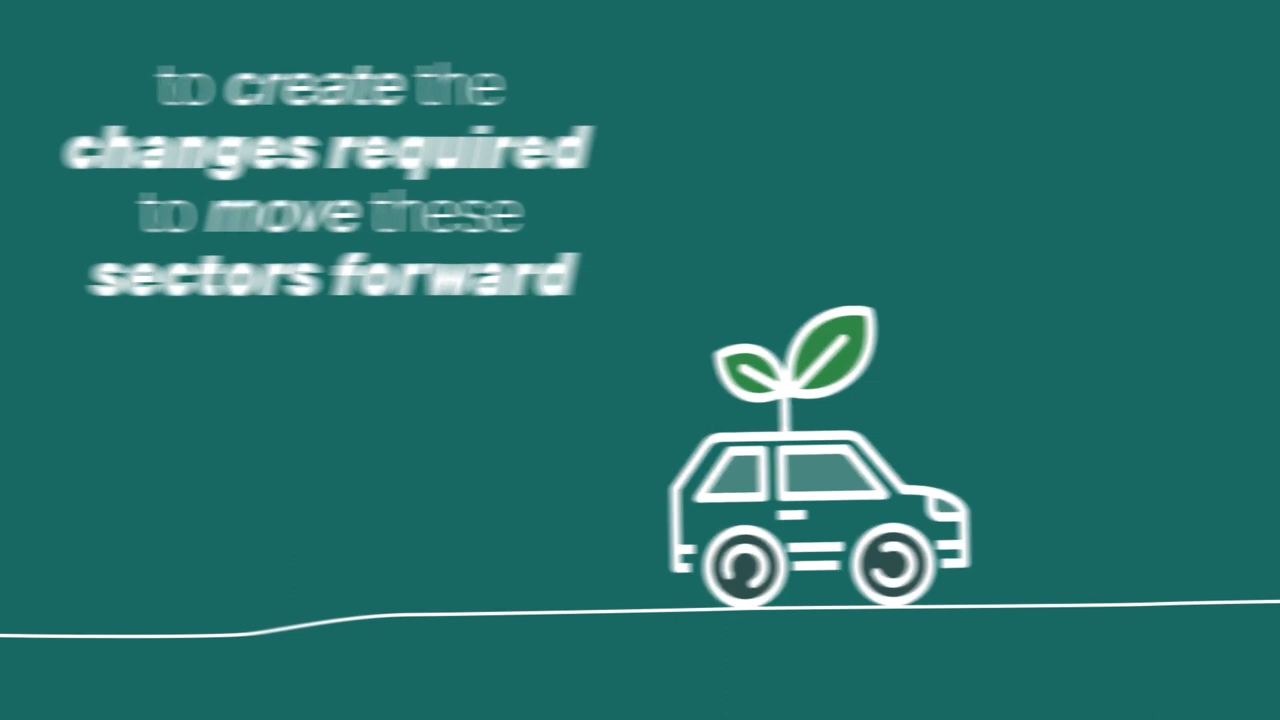 to create the
changes required
to move these
sectors forward